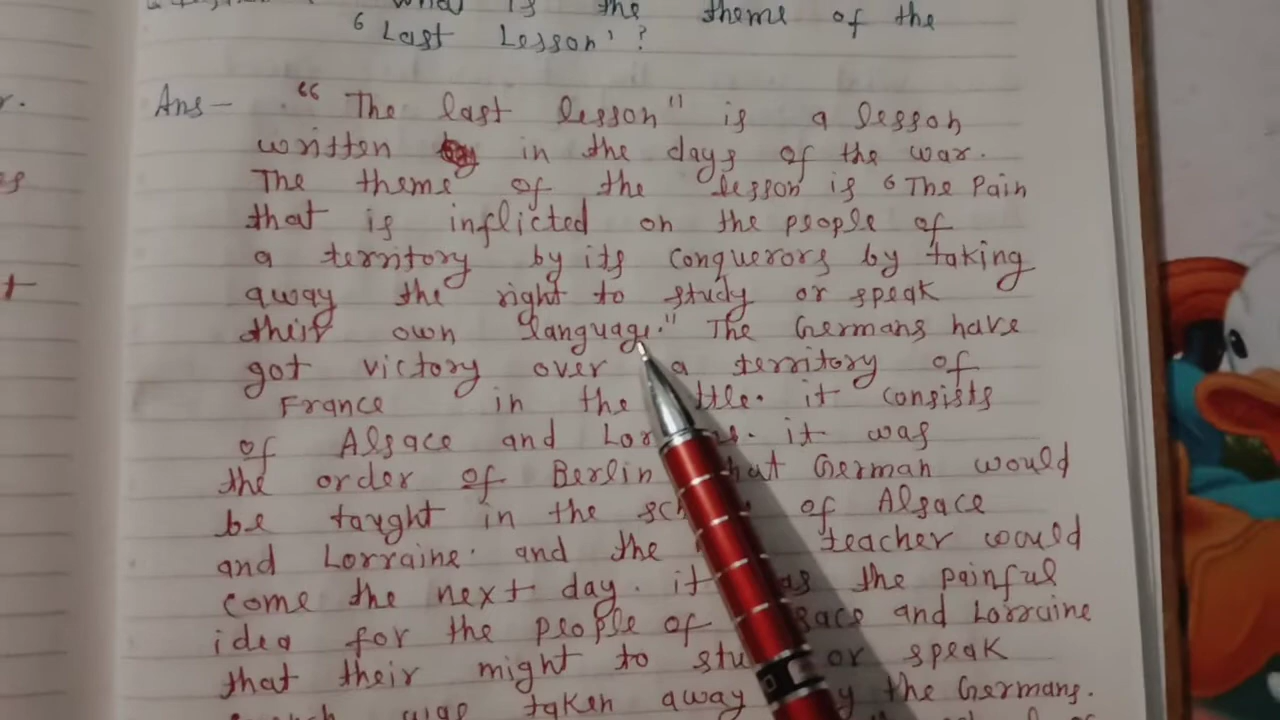 is the theme of the
' Last Lesson' ?
r.
Ans- "The last lesson" is a lesson
written in the days of the war.
The theme of the lesson is ' The Pain
that is inflicted on the people of
a territory by its conquerors by taking
away the right to study or speak
their own language." The Germans have
got victory over a territory of
France in the it consists
of Alsace and it was
the order of Berlin German would
be taught in the of Alsace
and Lorraine. and the teacher would
come the next day. it the painful
idea for the people of and Lorraine
that their might to or speak
taken away the Germans.